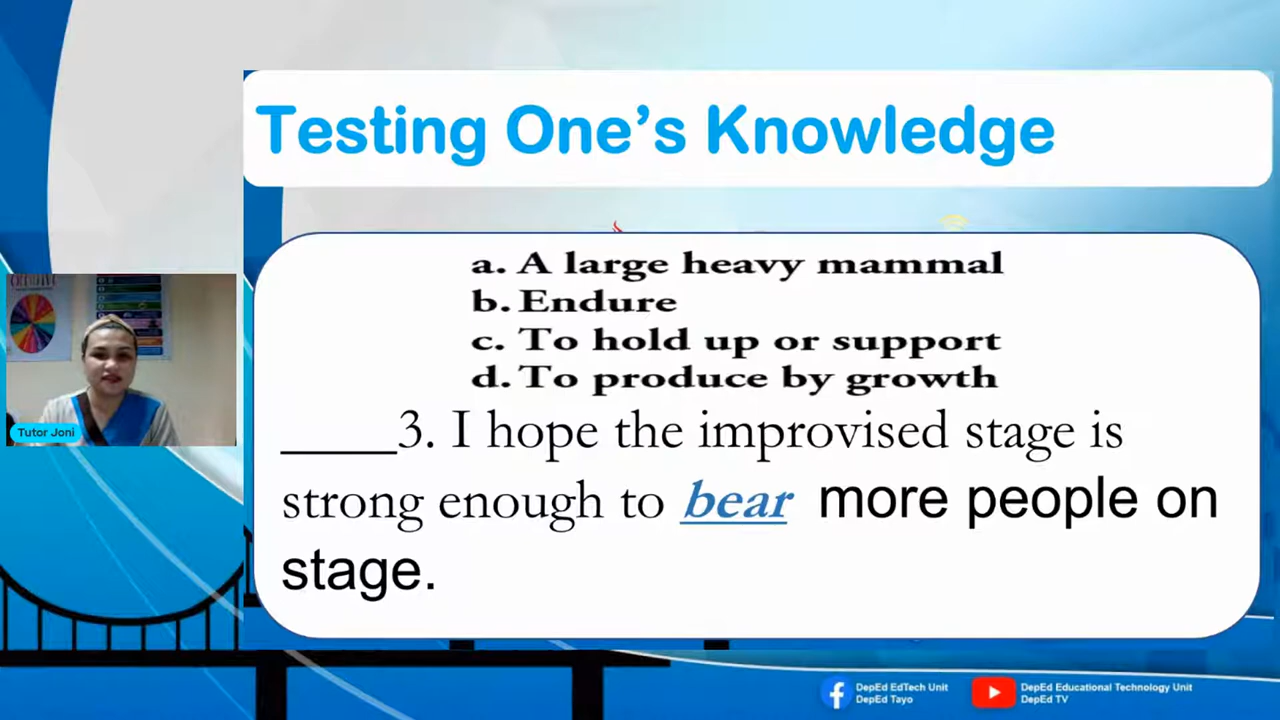 Testing One's Knowledge
a. A large heavy mammal
b. Endure
c. To hold up or support
d. To produce by growth
____3. I hope the improvised stage is
strong enough to bear more people on
stage.
Tutor Joni
DepEd EdTech Unit
DepEd Tayo
DepEd Educational Technology Unit
DepEd TV